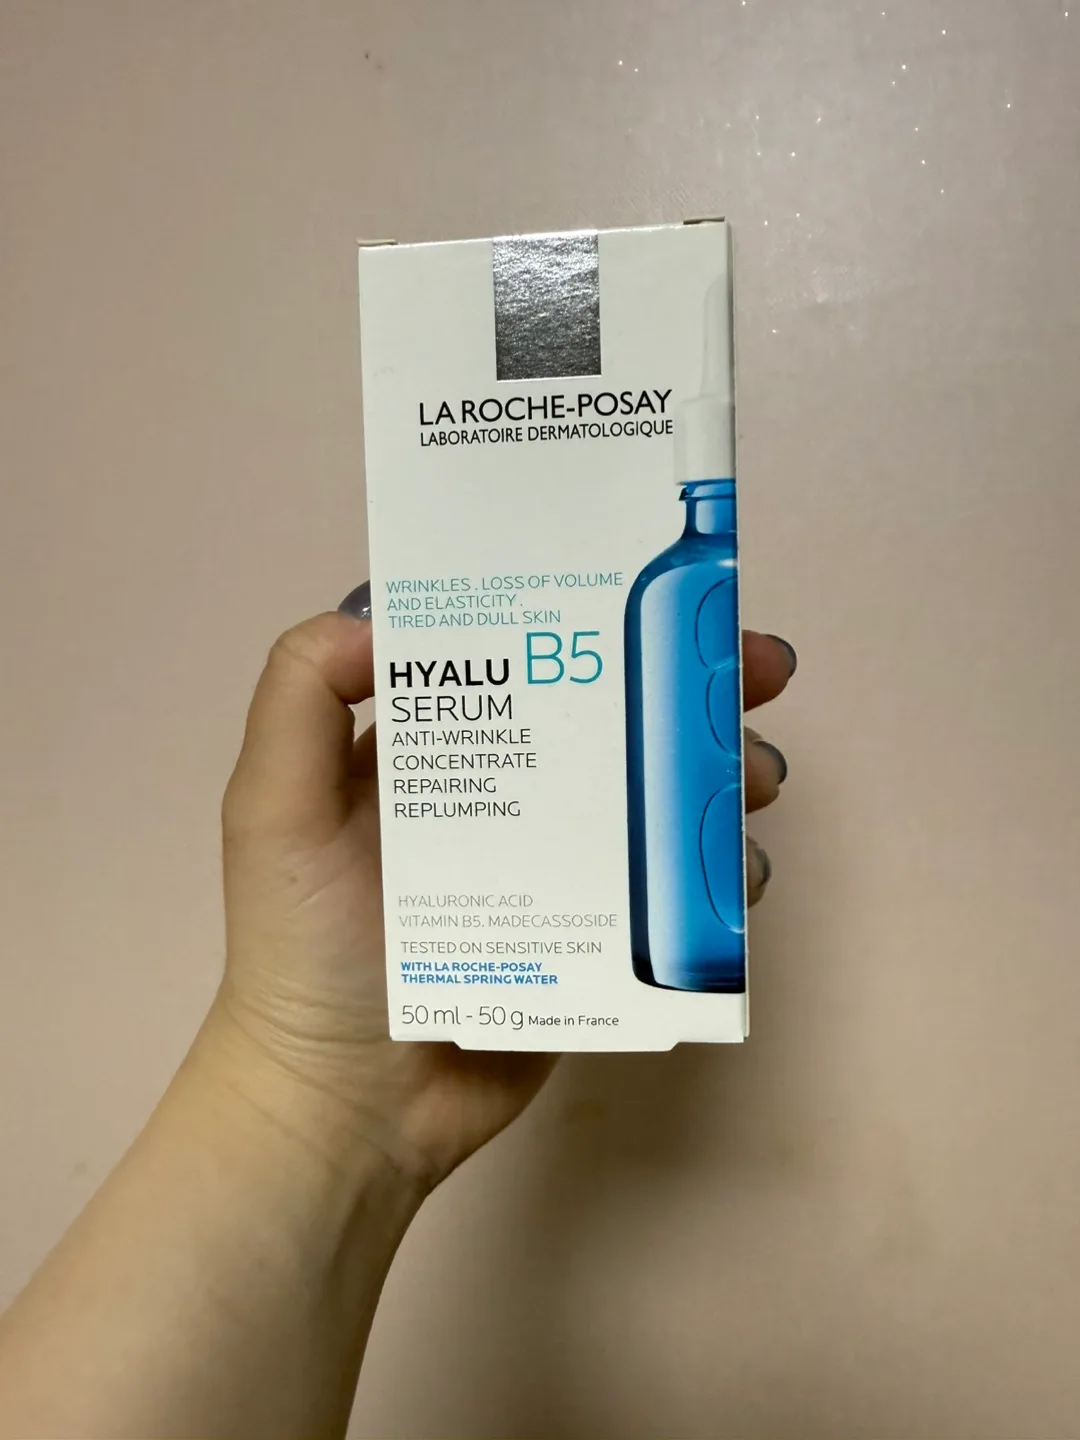 LA ROCHE-POSAY
LABORATOIRE DERMATOLOGIQUE
WRINKLES . LOSS OF VOLUME
AND ELASTICITY .
TIRED AND DULL SKIN
HYALU B5
SERUM
ANTI-WRINKLE
CONCENTRATE
REPAIRING
REPLUMPING
HYALURONIC ACID
VITAMIN B5. MADECASSOSIDE
TESTED ON SENSITIVE SKIN
WITH LA ROCHE-POSAY
THERMAL SPRING WATER
50 ml - 50 g Made in France